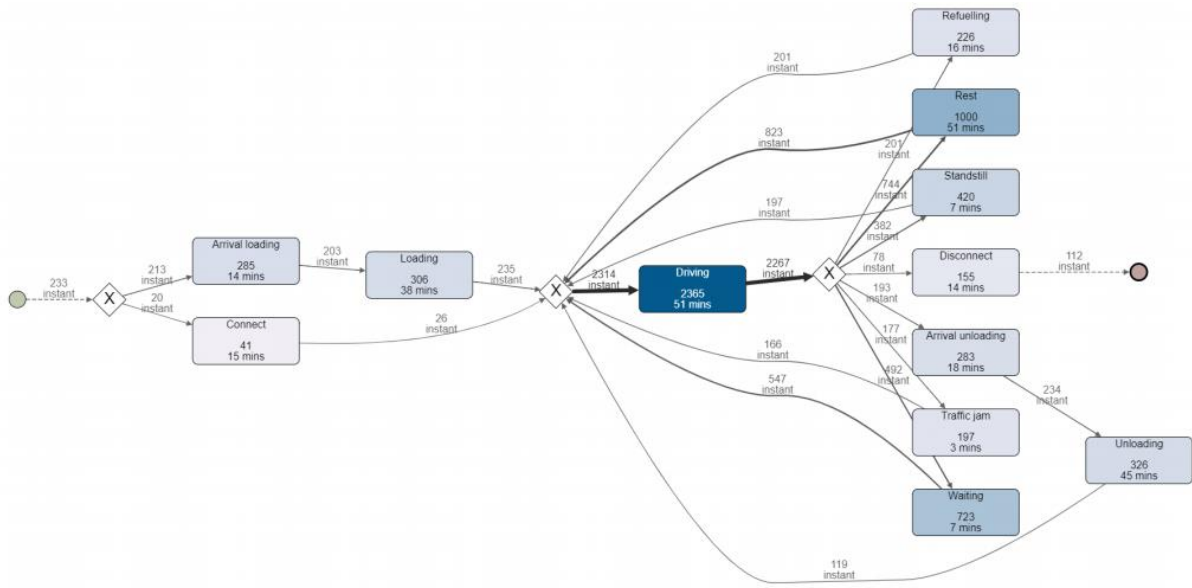 233
instant
X
213
instant
20
instant
Arrival loading
285
14 mins
Connect
41
15 mins
203
instant
Loading
306
38 mins
235
instant
26
instant
X
2314
instant
Driving
2365
51 mins
2267
instant
X
201
instant
823
instant
197
instant
166
instant
547
instant
119
instant
201
instant
744
instant
382
instant
78
instant
193
instant
177
instant
492
instant
Refuelling
226
16 mins
Rest
1000
51 mins
Standstill
420
7 mins
Disconnect
155
14 mins
112
instant
Arrival unloading
283
18 mins
234
instant
Traffic jam
197
3 mins
Unloading
326
45 mins
Waiting
723
7 mins